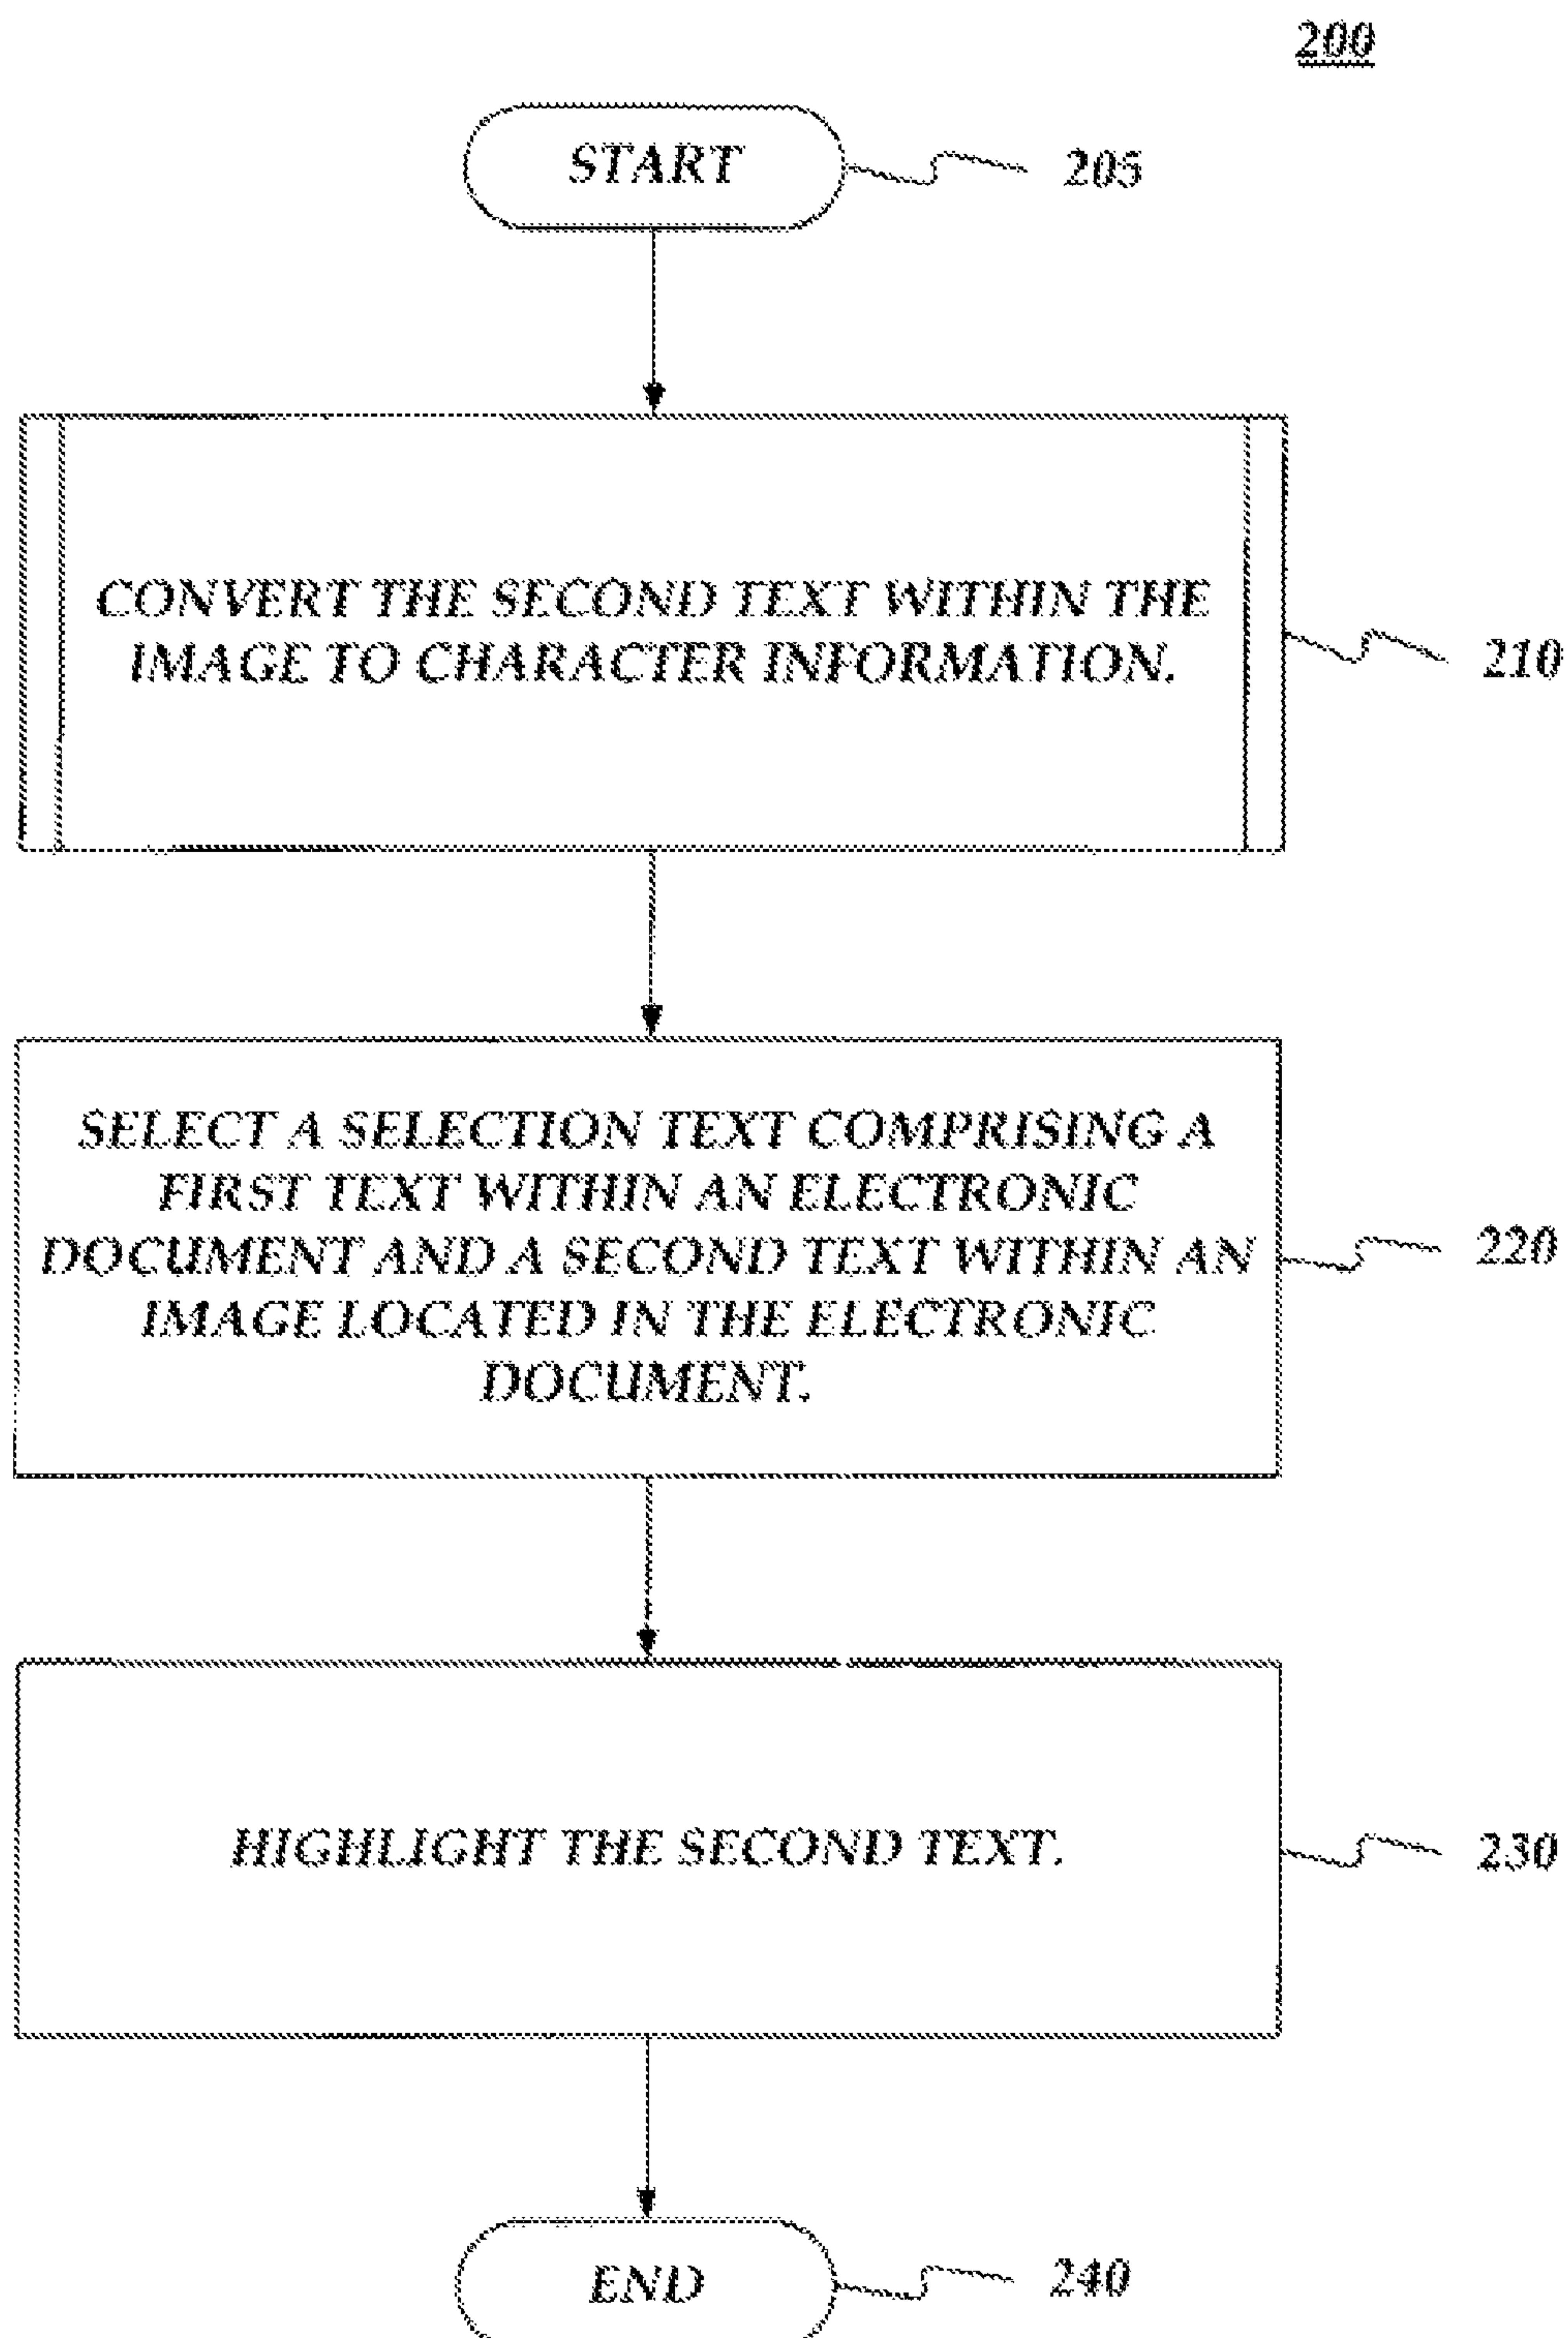 200
START
205
CONVERT THE SECOND TEXT WITHIN THE
IMAGE TO CHARACTER INFORMATION.
210
SELECT A SELECTION TEXT COMPRISING A
FIRST TEXT WITHIN AN ELECTRONIC
DOCUMENT AND A SECOND TEXT WITHIN AN
IMAGE LOCATED IN THE ELECTRONIC
DOCUMENT.
220
HIGHLIGHT THE SECOND TEXT.
230
END
240